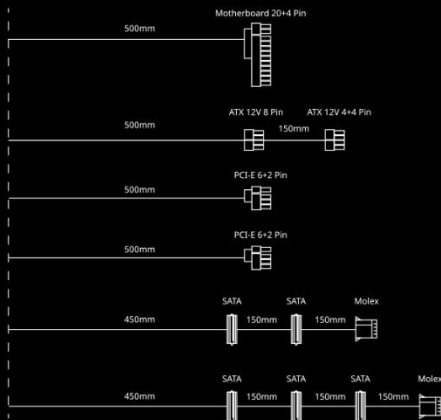 Motherboard 20+4 Pin
500mm
ATX 12V 8 Pin ATX 12V 4+4 Pin
500mm 150mm
PCI-E 6+2 Pin
500mm
PCI-E 6+2 Pin
500mm
SATA SATA Molex
450mm 150mm 150mm
SATA SATA SATA Molex
450mm 150mm 150mm 150mm